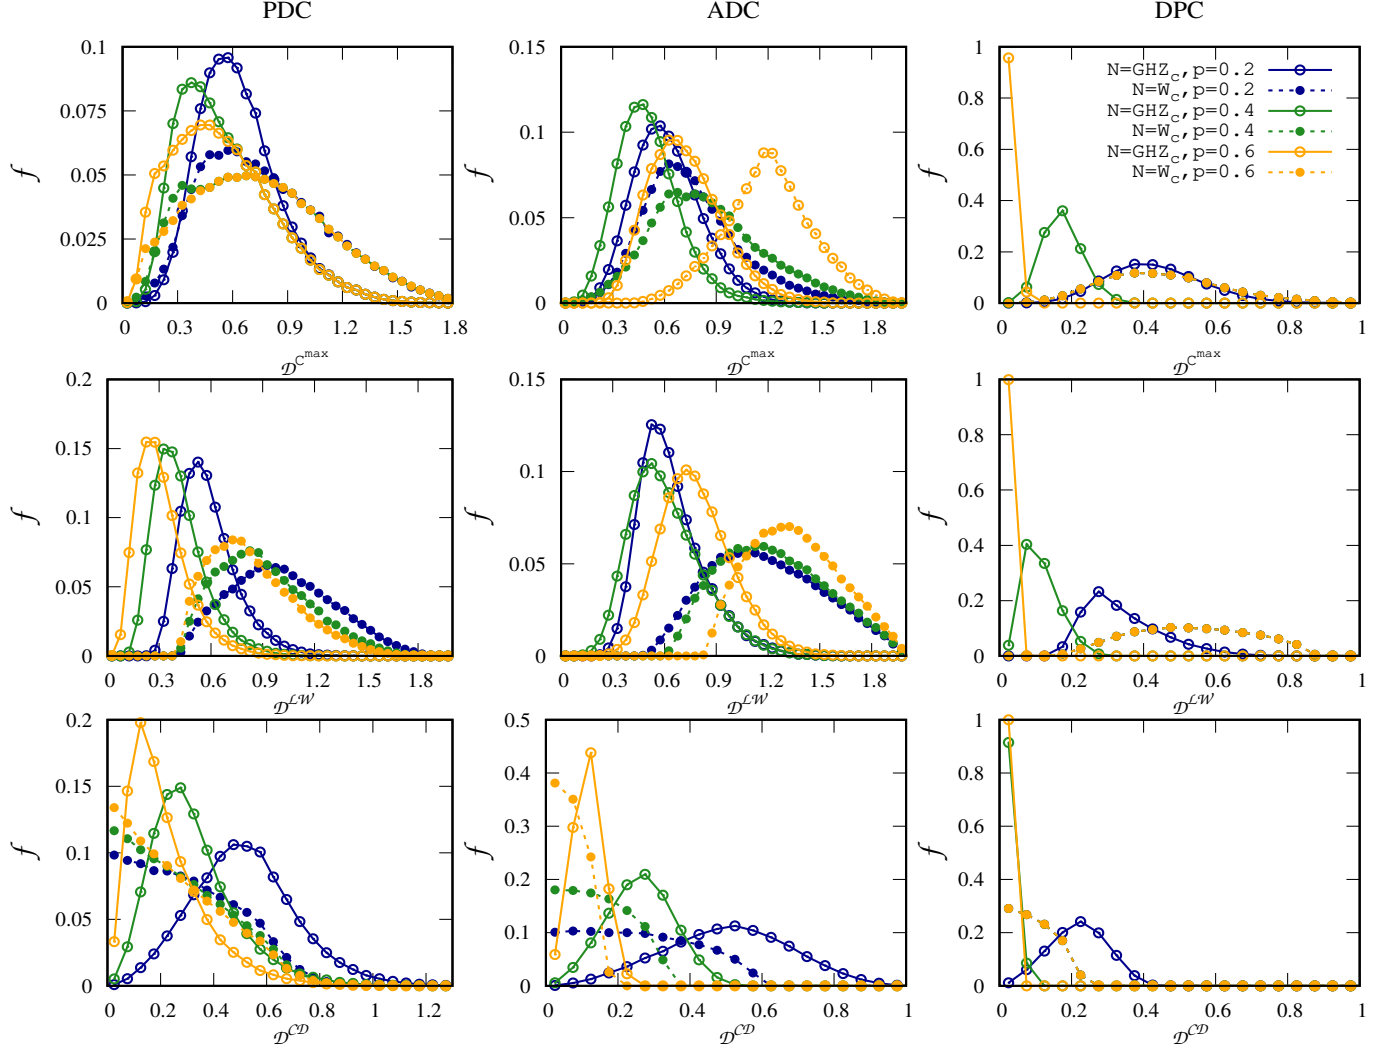 PDC ADC DPC
0.1 0.15 1
N=GHZc,p=0.2
N=Wc,p=0.2
N=GHZc,p=0.4
N=Wc,p=0.4
N=GHZc,p=0.6
N=Wc,p=0.6
0.075 0.1 0.8
f 0.05 f f 0.6
0.05 0.4
0.025 0.2
0 0 0
0 0.3 0.6 0.9 1.2 1.5 1.8 0 0.3 0.6 0.9 1.2 1.5 1.8 0 0.2 0.4 0.6 0.8 1
𝒟^{C^max} 𝒟^{C^max} 𝒟^{C^max}
0.2 0.15 1
0.15 0.1 0.8
f 0.1 f f 0.6
0.05 0.05 0.4
0.2
0 0 0
0 0.3 0.6 0.9 1.2 1.5 1.8 0 0.3 0.6 0.9 1.2 1.5 1.8 0 0.2 0.4 0.6 0.8 1
𝒟^{ℒ𝒲} 𝒟^{ℒ𝒲} 𝒟^{ℒ𝒲}
0.2 0.5 1
0.15 0.4 0.8
f 0.1 f 0.3 f 0.6
0.05 0.2 0.4
0.1 0.2
0 0 0
0 0.2 0.4 0.6 0.8 1 1.2 0 0.2 0.4 0.6 0.8 1 0 0.2 0.4 0.6 0.8 1
𝒟^{𝒞𝒟} 𝒟^{𝒞𝒟} 𝒟^{𝒞𝒟}